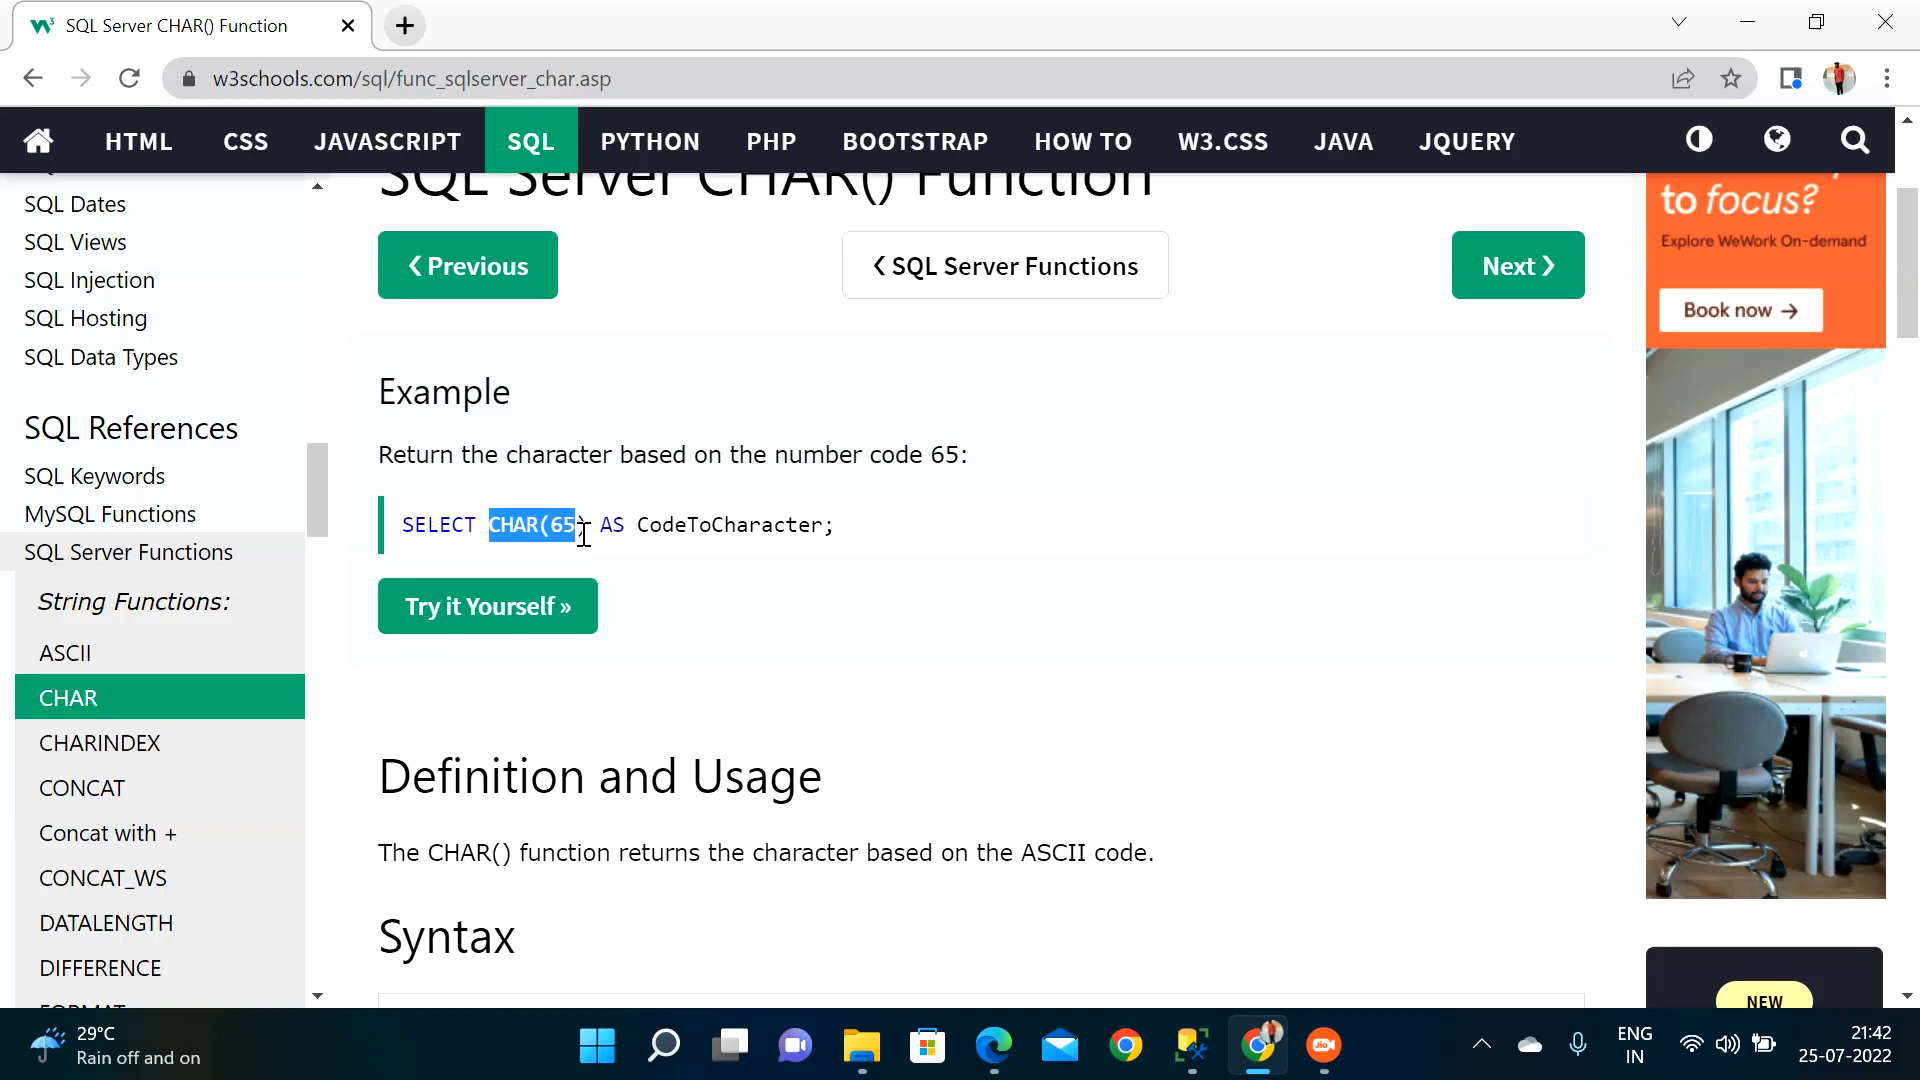 SQL Server CHAR() Function
w3schools.com/sql/func_sqlserver_char.asp
HTML CSS JAVASCRIPT SQL PYTHON PHP BOOTSTRAP HOW TO W3.CSS JAVA JQUERY
SQL Dates
SQL Views
SQL Injection
SQL Hosting
SQL Data Types
SQL References
SQL Keywords
MySQL Functions
SQL Server Functions
String Functions:
ASCII
CHAR
CHARINDEX
CONCAT
Concat with +
CONCAT_WS
DATALENGTH
DIFFERENCE
FORMAT
SQL Server CHAR() Function
❮ Previous
❮ SQL Server Functions
Next ❯
Example
Return the character based on the number code 65:
SELECT CHAR(65) AS CodeToCharacter;
Try it Yourself »
Definition and Usage
The CHAR() function returns the character based on the ASCII code.
Syntax
to focus?
Explore WeWork On-demand
Book now →
NEW
29°C
Rain off and on
Jio
ENG
IN
21:42
25-07-2022